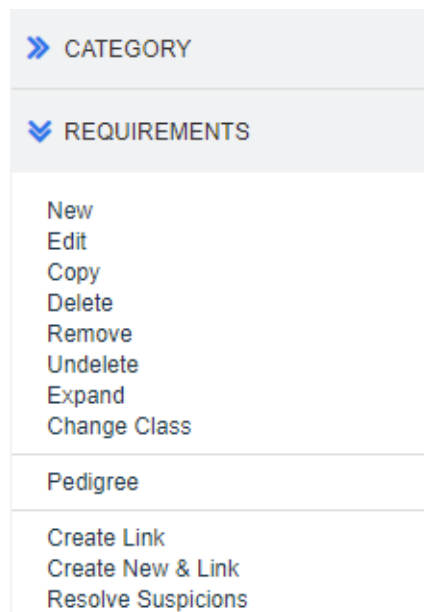 CATEGORY
REQUIREMENTS
New
Edit
Copy
Delete
Remove
Undelete
Expand
Change Class
Pedigree
Create Link
Create New & Link
Resolve Suspicions